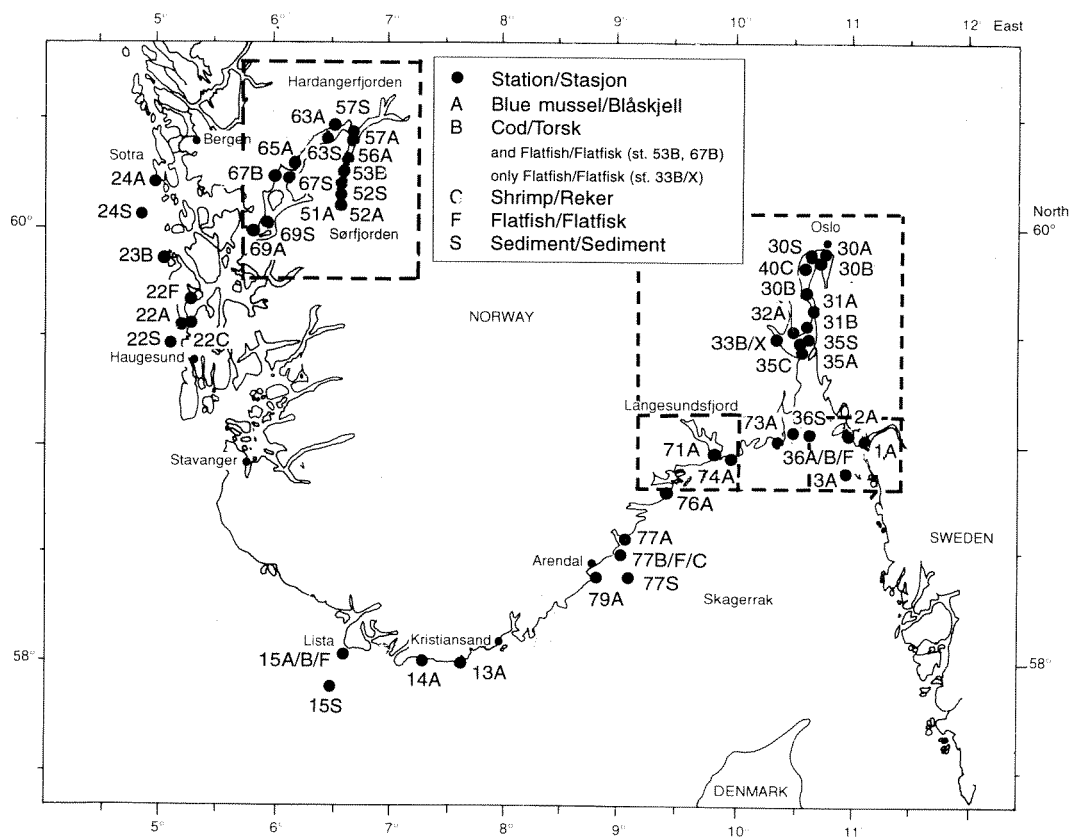 5° 6° 7° 8° 9° 10° 11° 12° East
● Station/Stasjon
A Blue mussel/Blåskjell
B Cod/Torsk
and Flatfish/Flatfisk (st. 53B, 67B)
only Flatfish/Flatfisk (st. 33B/X)
C Shrimp/Reker
F Flatfish/Flatfisk
S Sediment/Sediment
Hardangerfjorden
57S
63A
57A
Bergen
63S
65A
56A
Sotra
53B
67B
67S
24A
52S
51A
52A
24S
69S
Sørfjorden
69A
60°
North
60°
23B
22F
22A
22S
22C
Haugesund
Stavanger
NORWAY
Oslo
30S
30A
40C
30B
30B
31A
32A
31B
33B/X
35S
35C
35A
Langesundsfjord
73A
36S
2A
71A
36A/B/F
1A
74A
3A
76A
77A
SWEDEN
Arendal
77B/F/C
79A
77S
Skagerrak
Lista
Kristiansand
15A/B/F
58°
14A
13A
58°
15S
DENMARK
5° 6° 7° 8° 9° 10° 11°